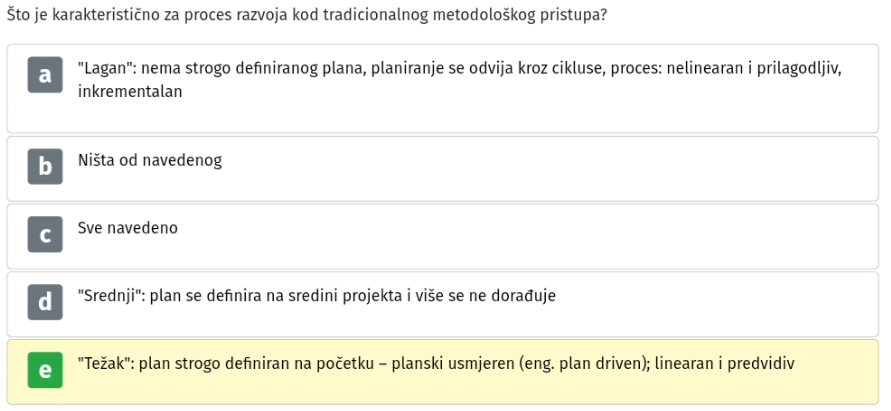 Što je karakteristično za proces razvoja kod tradicionalnog metodološkog pristupa?
a
"Lagan": nema strogo definiranog plana, planiranje se odvija kroz cikluse, proces: nelinearan i prilagodljiv,
inkrementalan
b
Ništa od navedenog
c
Sve navedeno
d
"Srednji": plan se definira na sredini projekta i više se ne dorađuje
e
"Težak": plan strogo definiran na početku – planski usmjeren (eng. plan driven); linearan i predvidiv